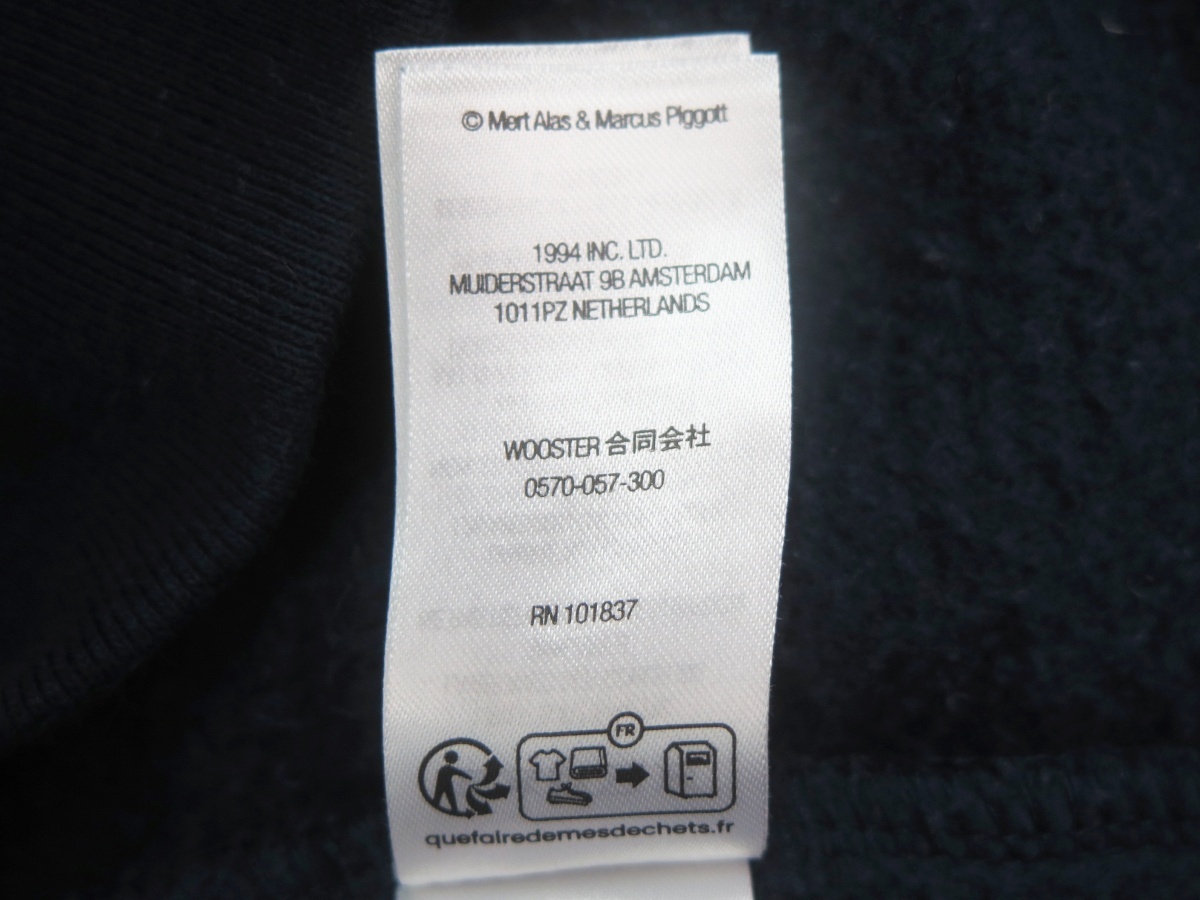 © Mert Alas & Marcus Piggott
1994 INC. LTD.
MUIDERSTRAAT 9B AMSTERDAM
1011PZ NETHERLANDS
WOOSTER 合同会社
0570-057-300
RN 101837
FR
quefairedemesdechets.fr